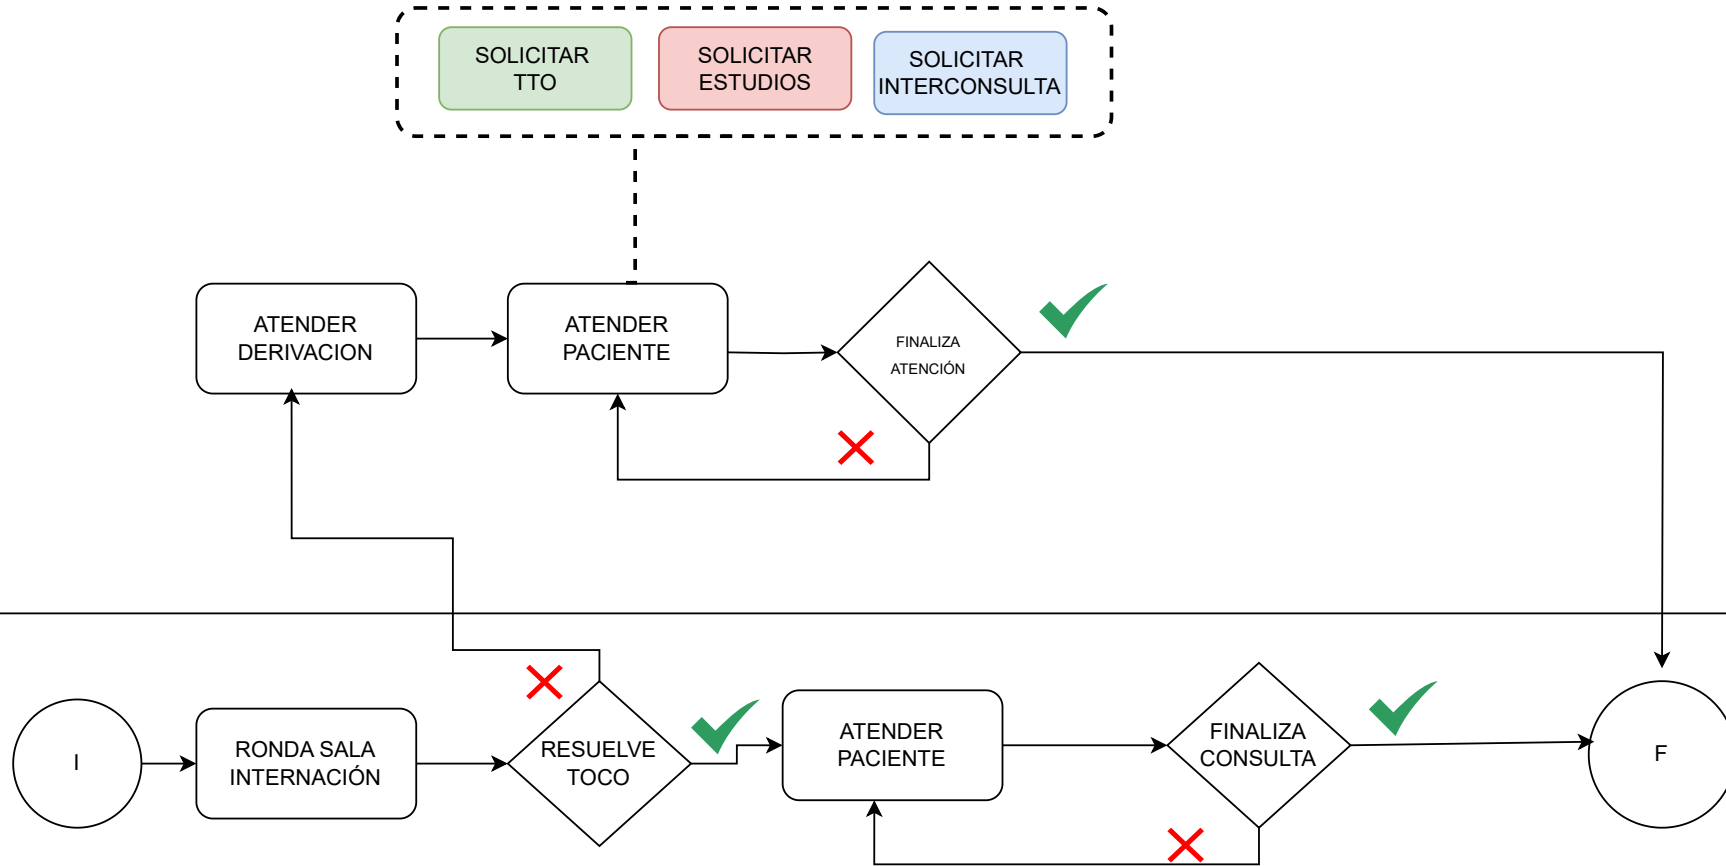 SOLICITAR
TTO
SOLICITAR
ESTUDIOS
SOLICITAR
INTERCONSULTA
ATENDER
DERIVACION
ATENDER
PACIENTE
FINALIZA
ATENCIÓN
I
RONDA SALA
INTERNACIÓN
RESUELVE
TOCO
ATENDER
PACIENTE
FINALIZA
CONSULTA
F